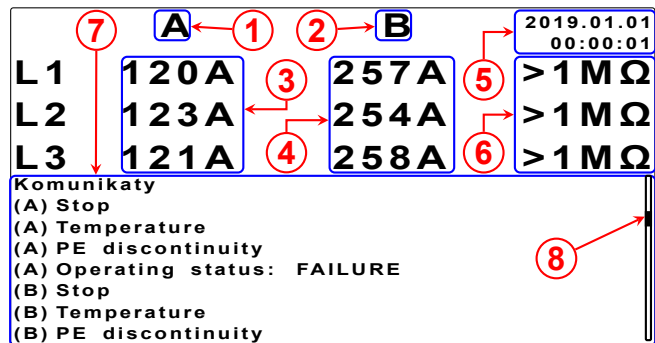 7 A 1 2 B 2019.01.01
00:00:01
L1 120A 3 257A 5 >1MΩ
L2 123A 254A >1MΩ
L3 121A 4 258A 6 >1MΩ
Komunikaty
(A) Stop
(A) Temperature
(A) PE discontinuity
(A) Operating status: FAILURE
(B) Stop
(B) Temperature
(B) PE discontinuity
8